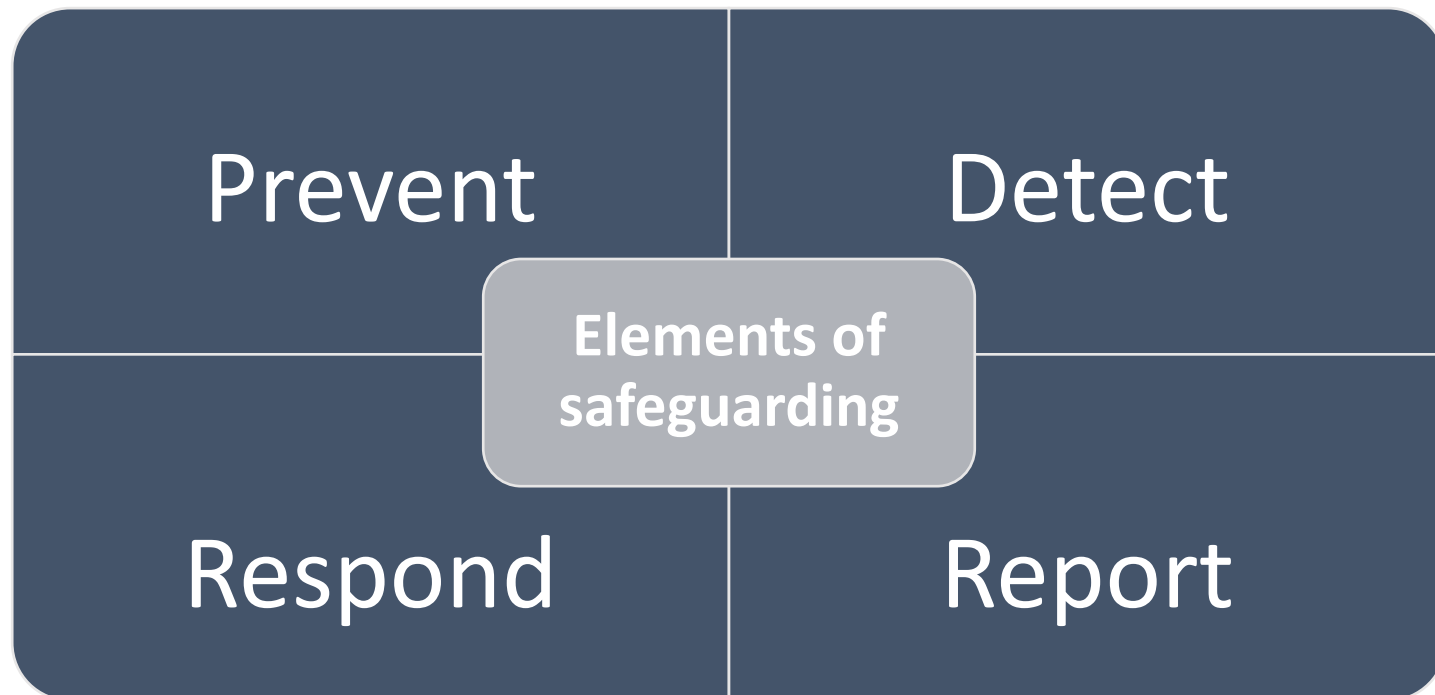 Prevent
Detect
Elements of
safeguarding
Respond
Report